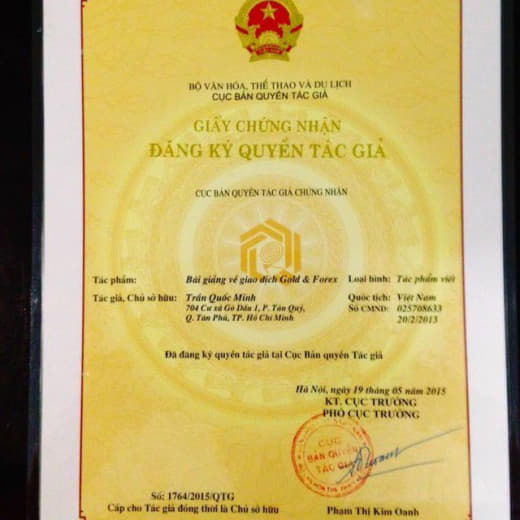 BỘ VĂN HÓA, THỂ THAO VÀ DU LỊCH
CỤC BẢN QUYỀN TÁC GIẢ
GIẤY CHỨNG NHẬN
ĐĂNG KÝ QUYỀN TÁC GIẢ
CỤC BẢN QUYỀN TÁC GIẢ CHỨNG NHẬN
Tác phẩm: Bài giảng về giao dịch Gold & Forex Loại hình: Tác phẩm viết
Tác giả, Chủ sở hữu: Trần Quốc Minh Quốc tịch: Việt Nam
704 Cư xá Gò Dầu 1, P. Tân Quý, Số CMND: 025708633
Q. Tân Phú, TP. Hồ Chí Minh 20/2/2013
Đã đăng ký quyền tác giả tại Cục Bản quyền Tác giả
Hà Nội, ngày 19 tháng 05 năm 2015
KT. CỤC TRƯỞNG
PHÓ CỤC TRƯỞNG
CỤC
BẢN QUYỀN
TÁC GIẢ
Số: 1764/2015/QTG
Cấp cho Tác giả đồng thời là Chủ sở hữu Phạm Thị Kim Oanh